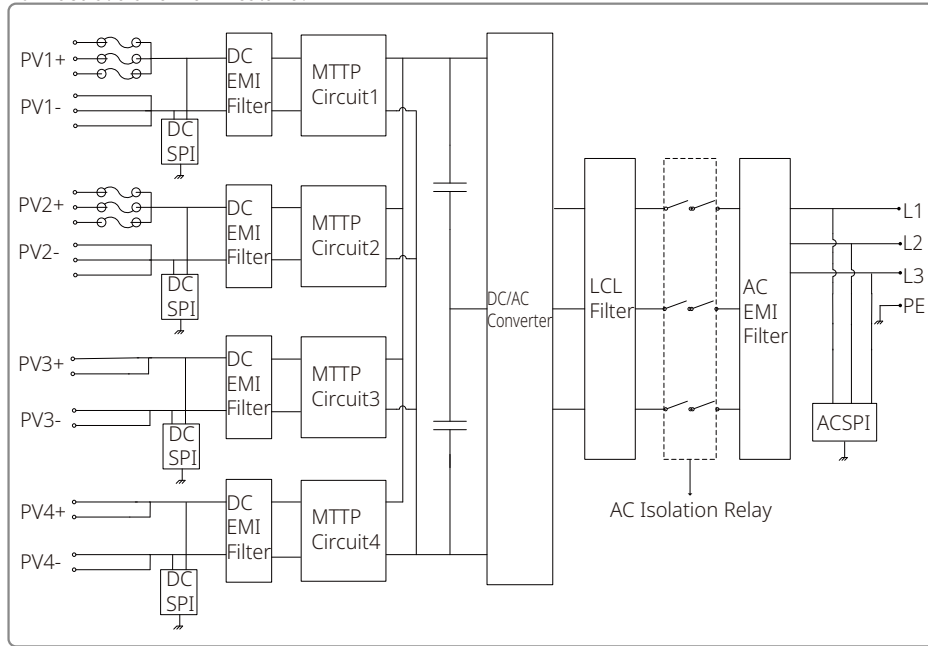 PV1+
PV1-
DC
SPI
DC
EMI
Filter
MTTP
Circuit1
PV2+
PV2-
DC
SPI
DC
EMI
Filter
MTTP
Circuit2
PV3+
PV3-
DC
SPI
DC
EMI
Filter
MTTP
Circuit3
PV4+
PV4-
DC
SPI
DC
EMI
Filter
MTTP
Circuit4
DC/AC
Converter
LCL
Filter
AC Isolation Relay
AC
EMI
Filter
L1
L2
L3
PE
ACSPI